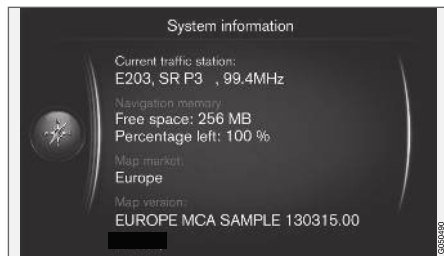 System information
Current traffic station:
E203, SR P3 , 99.4MHz
Navigation memory
Free space: 256 MB
Percentage left: 100 %
Map market:
Europe
Map version:
EUROPE MCA SAMPLE 130315.00
G050490